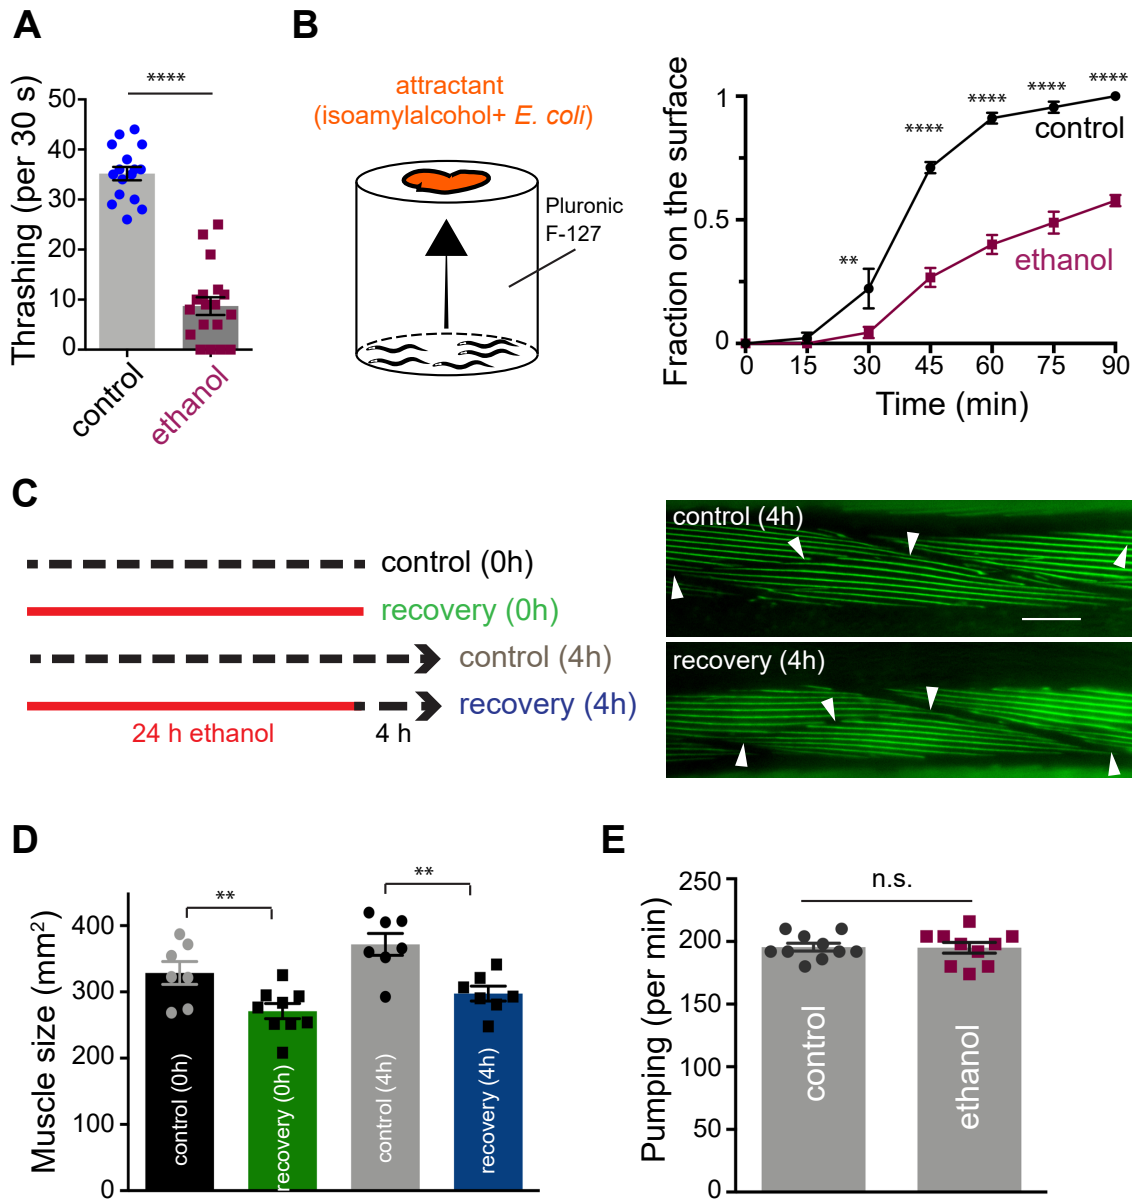 A
Thrashing (per 30 s)
50
40
30
20
10
0
****
control
ethanol
B
attractant
(isoamylalcohol+ E. coli)
Pluronic
F-127
Fraction on the surface
1
0.5
0
**
****
****
****
****
control
ethanol
0 15 30 45 60 75 90
Time (min)
C
control (0h)
recovery (0h)
control (4h)
recovery (4h)
24 h ethanol
4 h
control (4h)
recovery (4h)
D
Muscle size (mm²)
400
300
200
100
0
**
**
control (0h)
recovery (0h)
control (4h)
recovery (4h)
E
Pumping (per min)
250
200
150
100
50
0
n.s.
control
ethanol